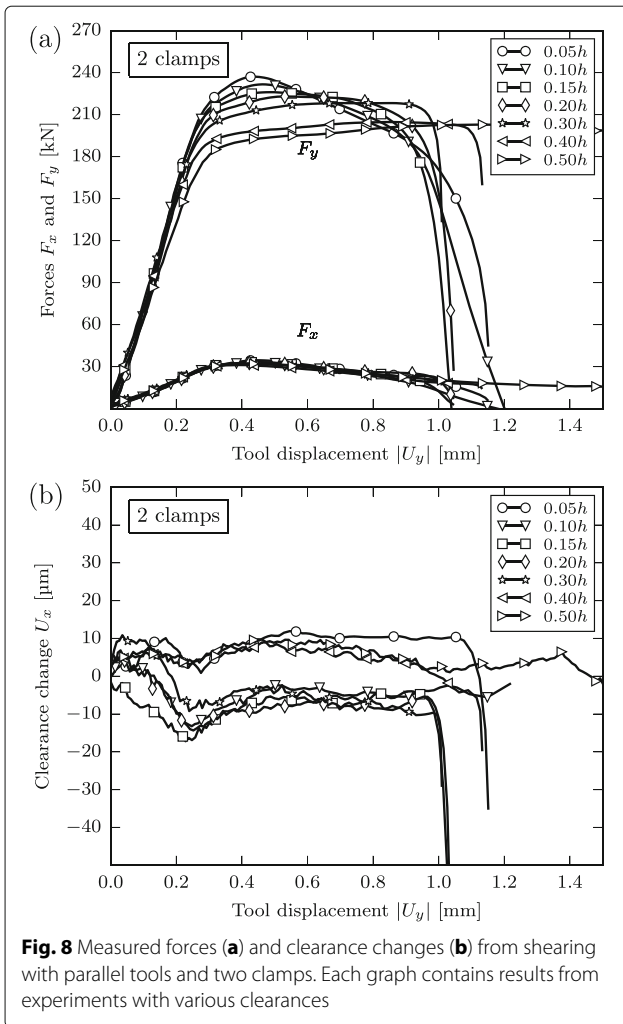 (a)
2 clamps
270
240
210
180
150
120
90
60
30
Forces F_x and F_y [kN]
0.05h
0.10h
0.15h
0.20h
0.30h
0.40h
0.50h
F_y
F_x
0.0 0.2 0.4 0.6 0.8 1.0 1.2 1.4
Tool displacement |U_y| [mm]
(b)
2 clamps
50
40
30
20
10
0
−10
−20
−30
−40
Clearance change U_x [µm]
0.05h
0.10h
0.15h
0.20h
0.30h
0.40h
0.50h
0.0 0.2 0.4 0.6 0.8 1.0 1.2 1.4
Tool displacement |U_y| [mm]
Fig. 8 Measured forces (a) and clearance changes (b) from shearing
with parallel tools and two clamps. Each graph contains results from
experiments with various clearances